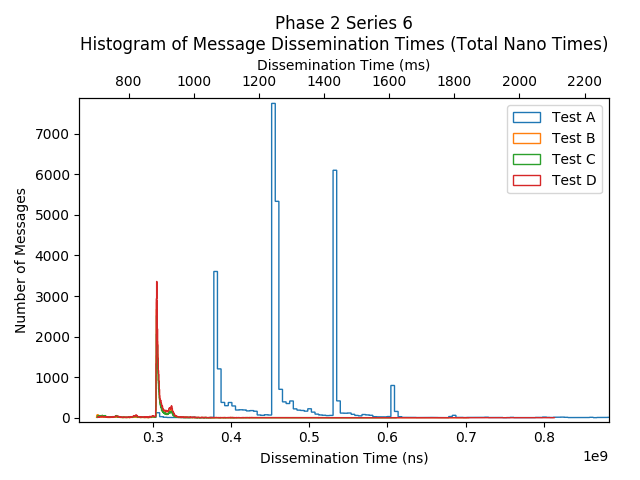 Phase 2 Series 6
Histogram of Message Dissemination Times (Total Nano Times)
Dissemination Time (ms)
800 1000 1200 1400 1600 1800 2000 2200
Number of Messages
7000
6000
5000
4000
3000
2000
1000
0
Test A
Test B
Test C
Test D
0.3 0.4 0.5 0.6 0.7 0.8
1e9
Dissemination Time (ns)